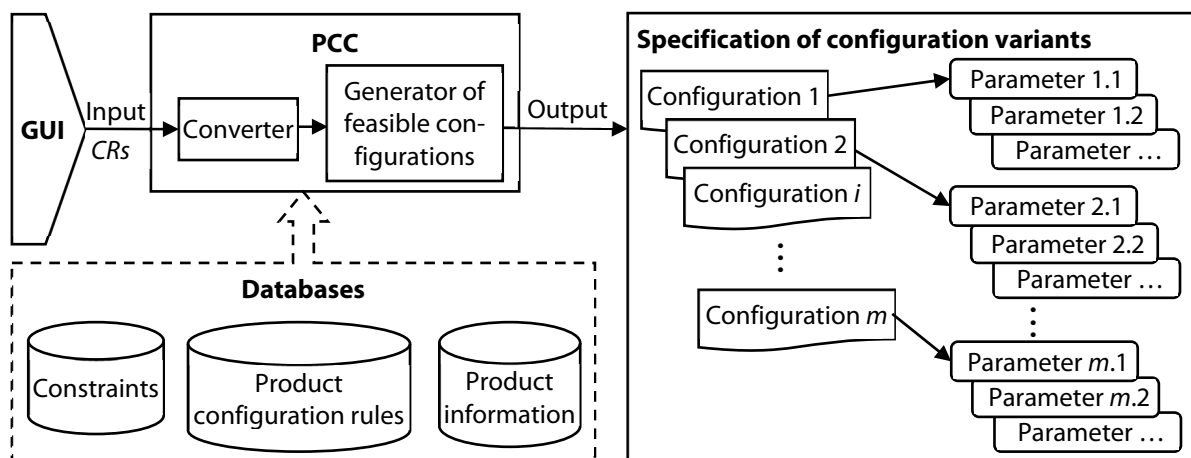 GUI
Input
CRs
PCC
Converter
Generator of
feasible con-
figurations
Output
Databases
Constraints
Product
configuration rules
Product
information
Specification of configuration variants
Configuration 1
Configuration 2
Configuration i
⋮
Configuration m
Parameter 1.1
Parameter 1.2
Parameter …
Parameter 2.1
Parameter 2.2
Parameter …
⋮
Parameter m.1
Parameter m.2
Parameter …